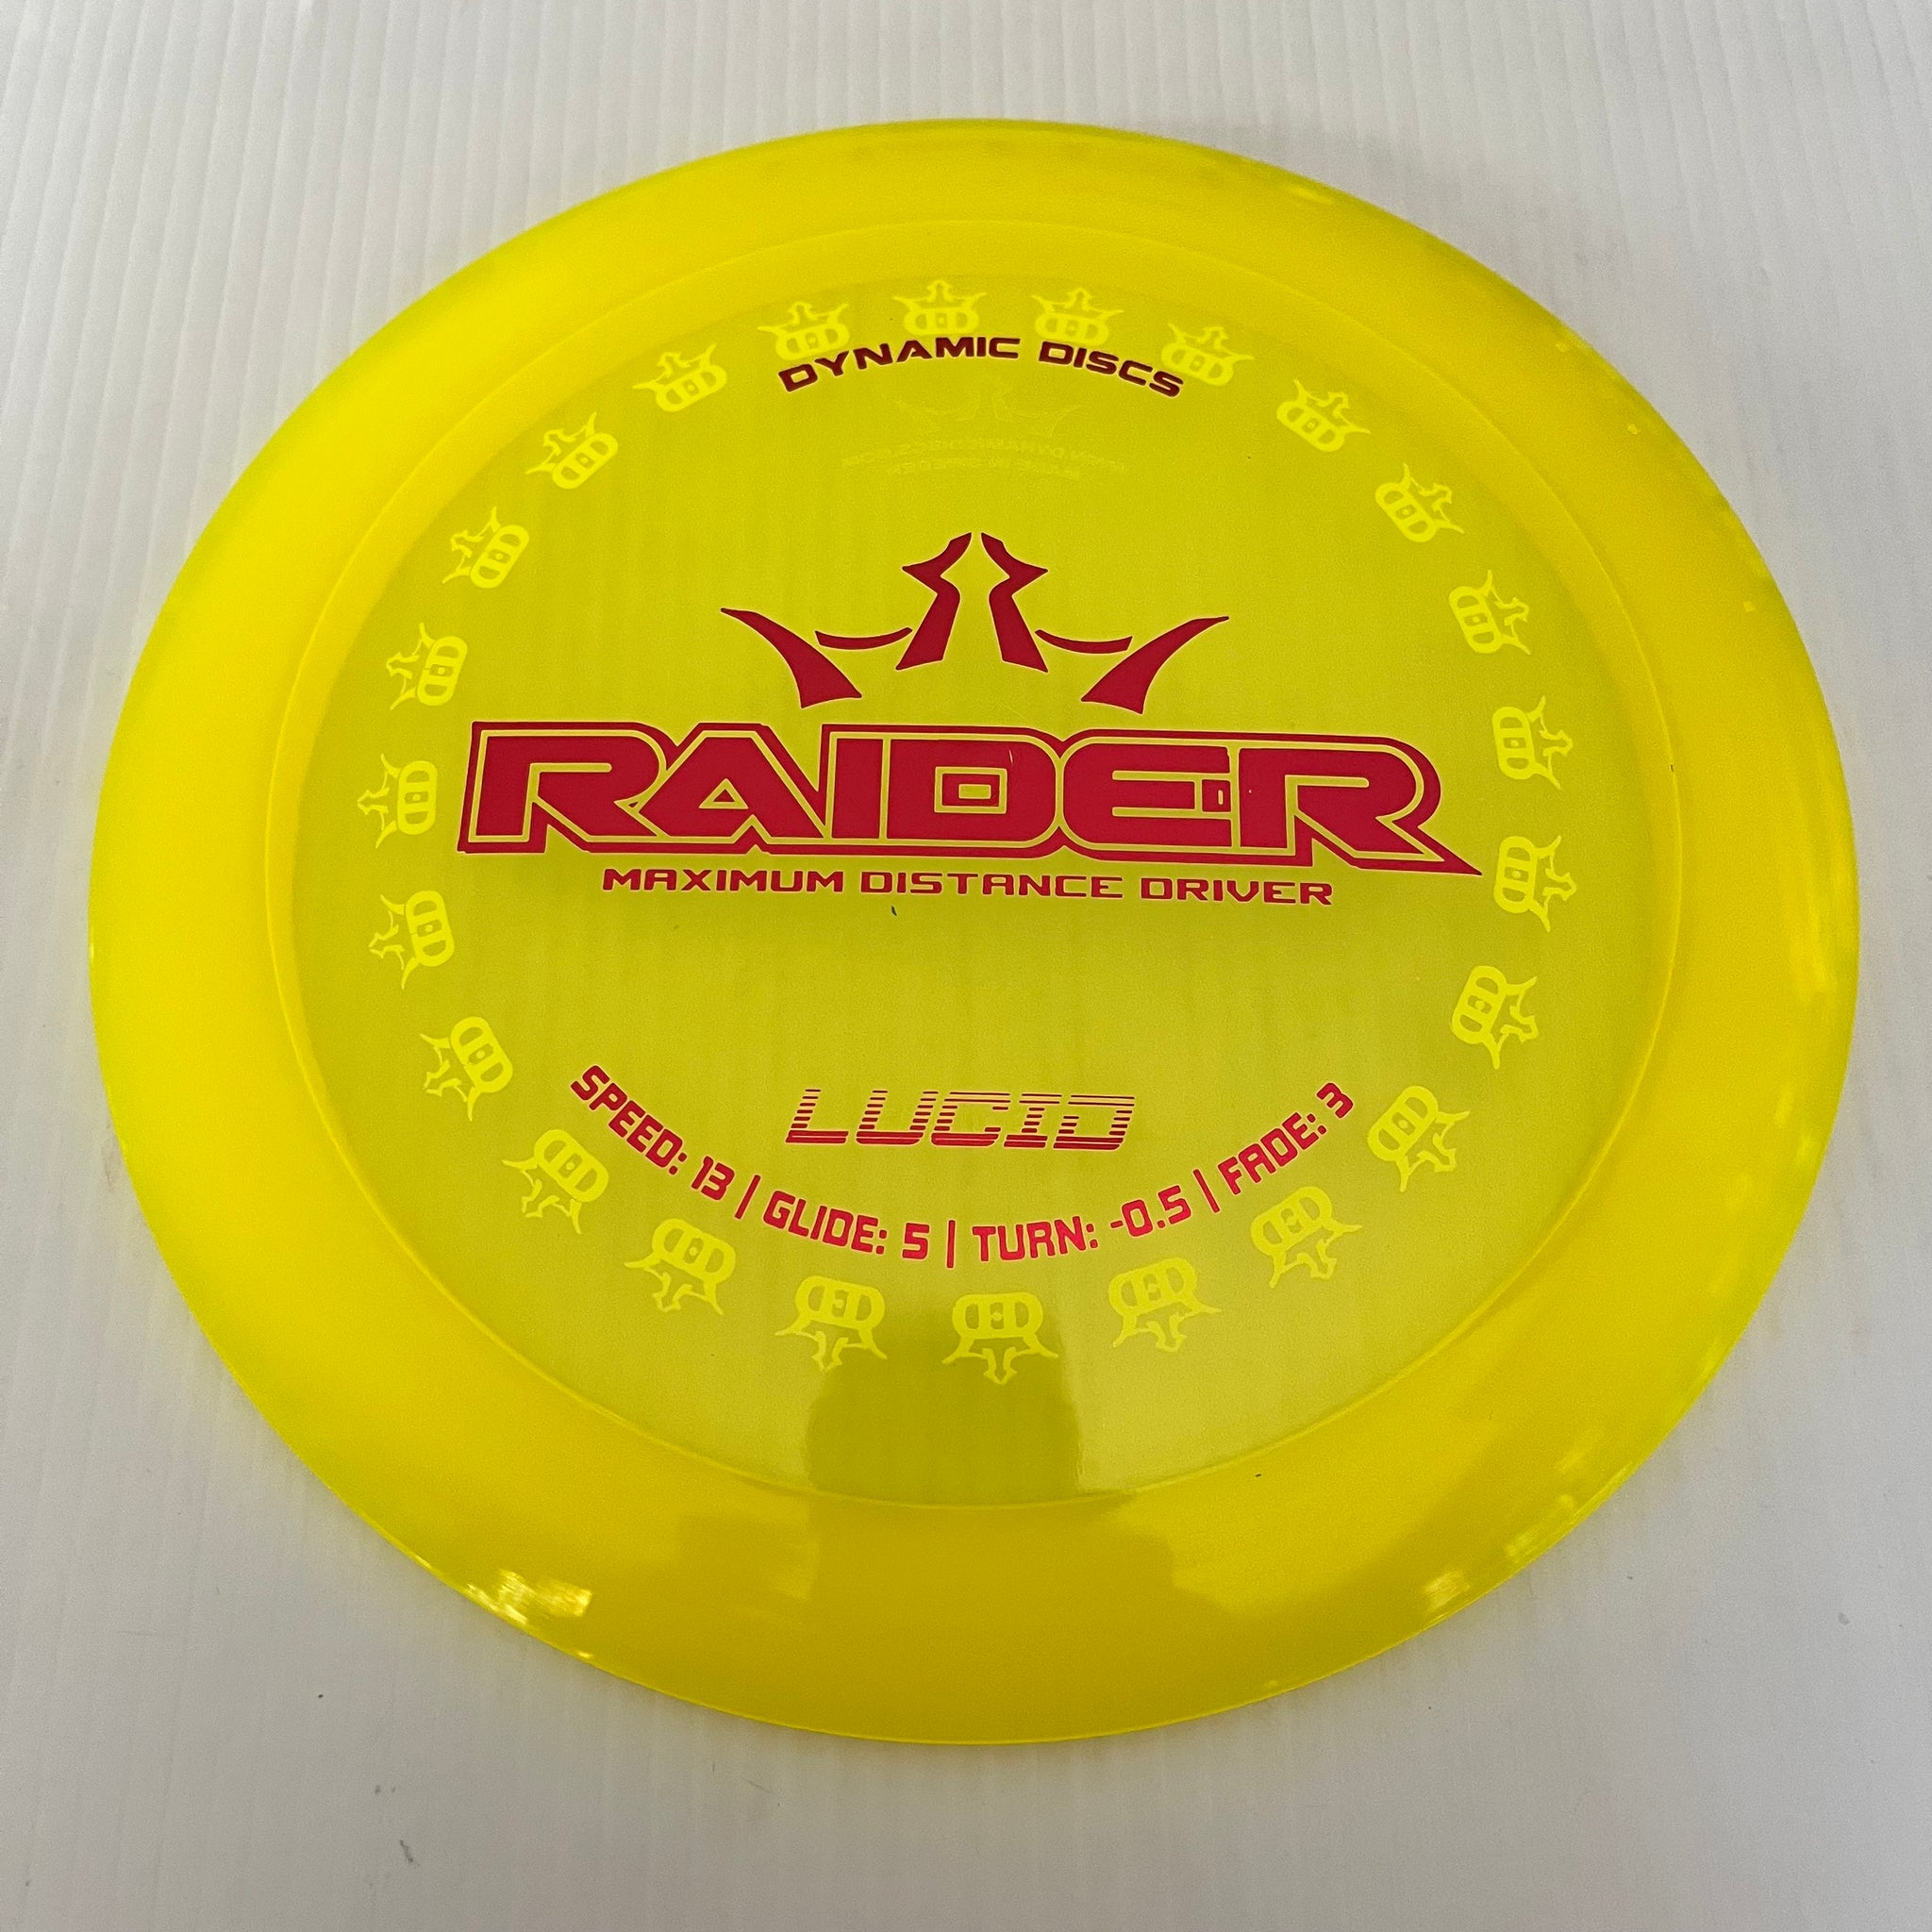 DYNAMIC DISCS
RAIDER
MAXIMUM DISTANCE DRIVER
LUCID
SPEED: 13 | GLIDE: 5 | TURN: -0.5 | FADE: 3